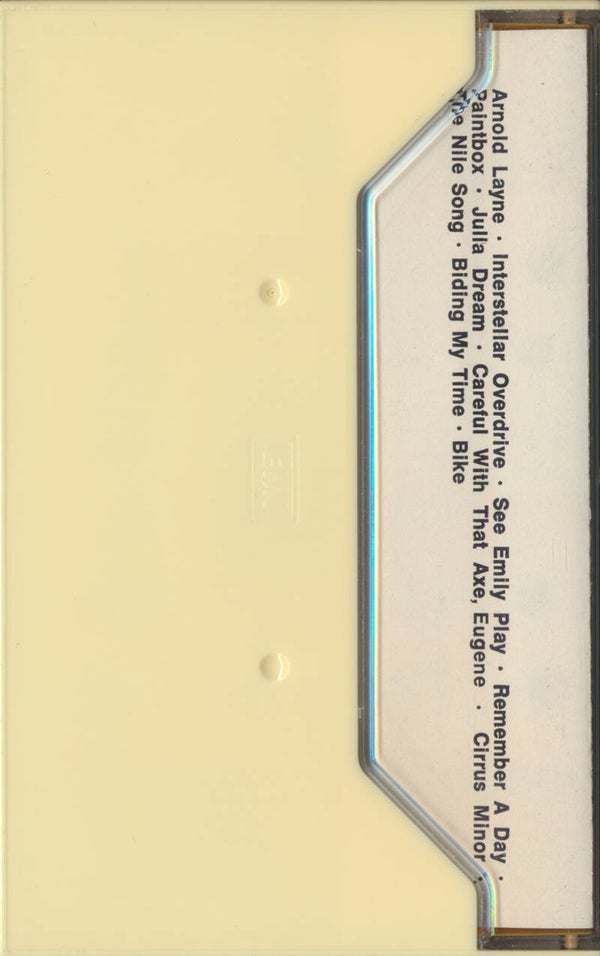 Arnold Layne · Interstellar Overdrive · See Emily Play · Remember A Day ·
Paintbox · Julia Dream · Careful With That Axe, Eugene · Cirrus Minor ·
The Nile Song · Biding My Time · Bike
EMI